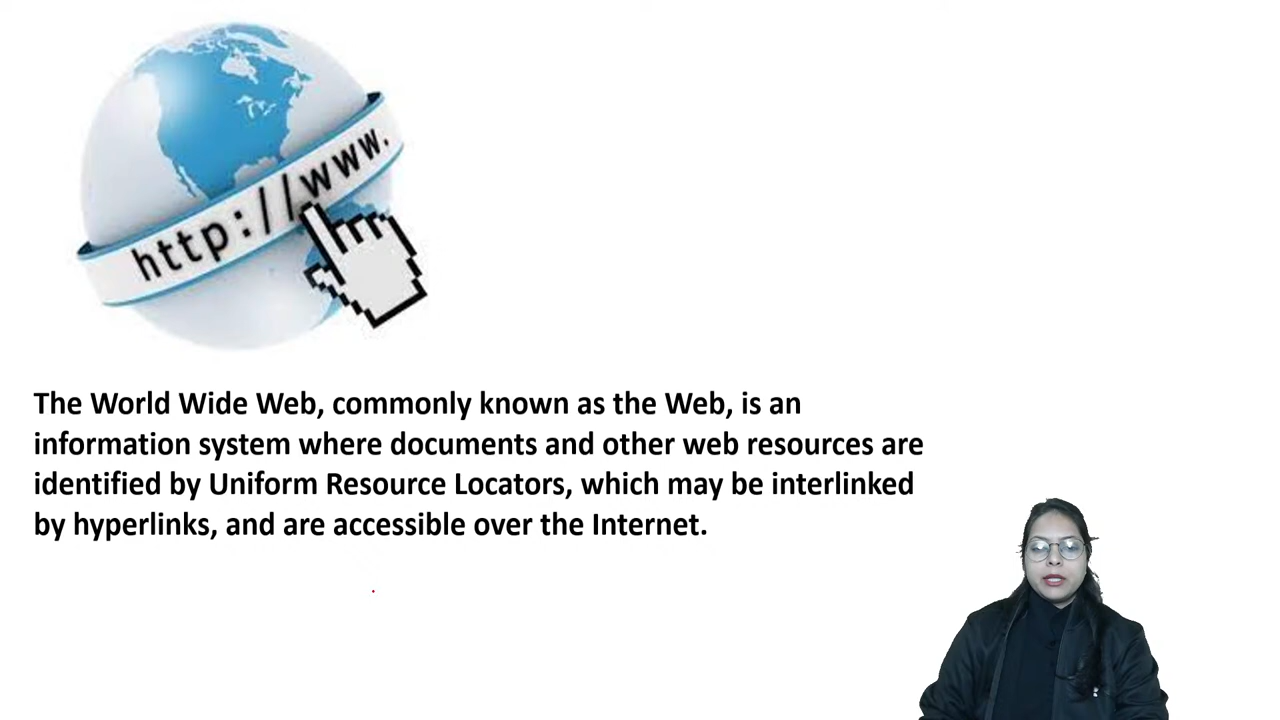 http://www.
The World Wide Web, commonly known as the Web, is an
information system where documents and other web resources are
identified by Uniform Resource Locators, which may be interlinked
by hyperlinks, and are accessible over the Internet.